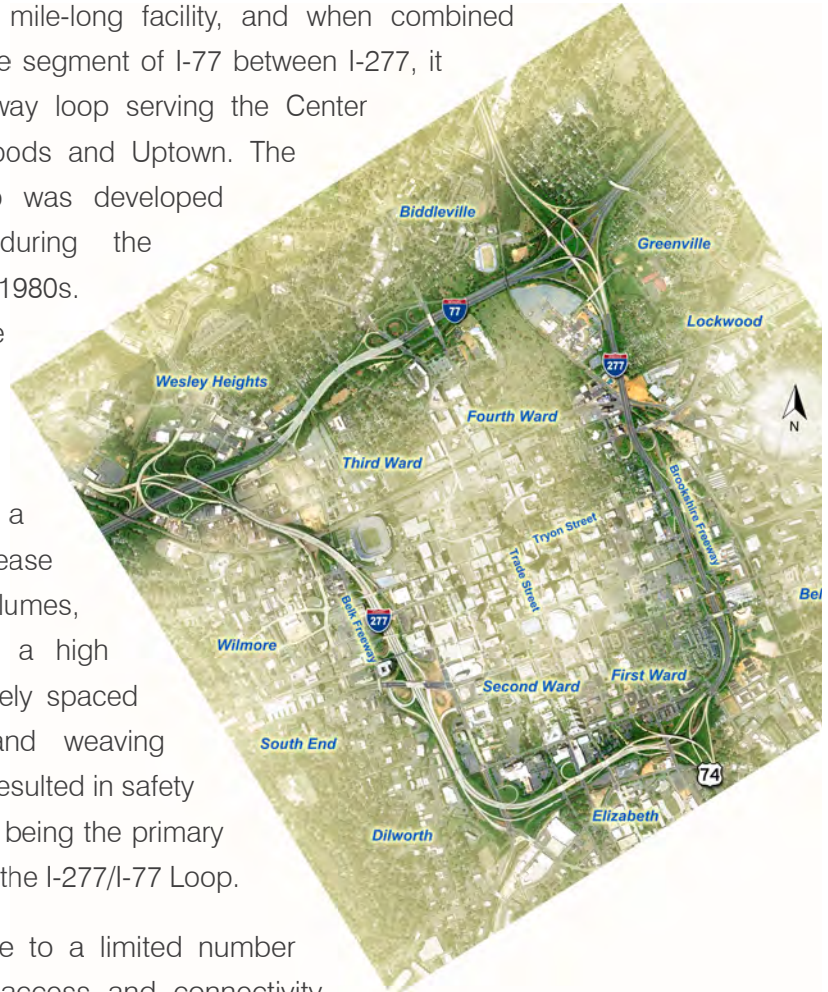 mile-long facility, and when combined
e segment of I-77 between I-277, it
way loop serving the Center
oods and Uptown. The
was developed
during the
1980s.
a
ease
lumes,
a high
ely spaced
and weaving
esulted in safety
being the primary
the I-277/I-77 Loop.
e to a limited number
access and connectivity
Biddleville
Greenville
77
Lockwood
277
Wesley Heights
Fourth Ward
N
Third Ward
Brookshire Freeway
Tryon Street
Trade Street
Bel
277
Belk Freeway
Wilmore
First Ward
Second Ward
South End
74
Elizabeth
Dilworth